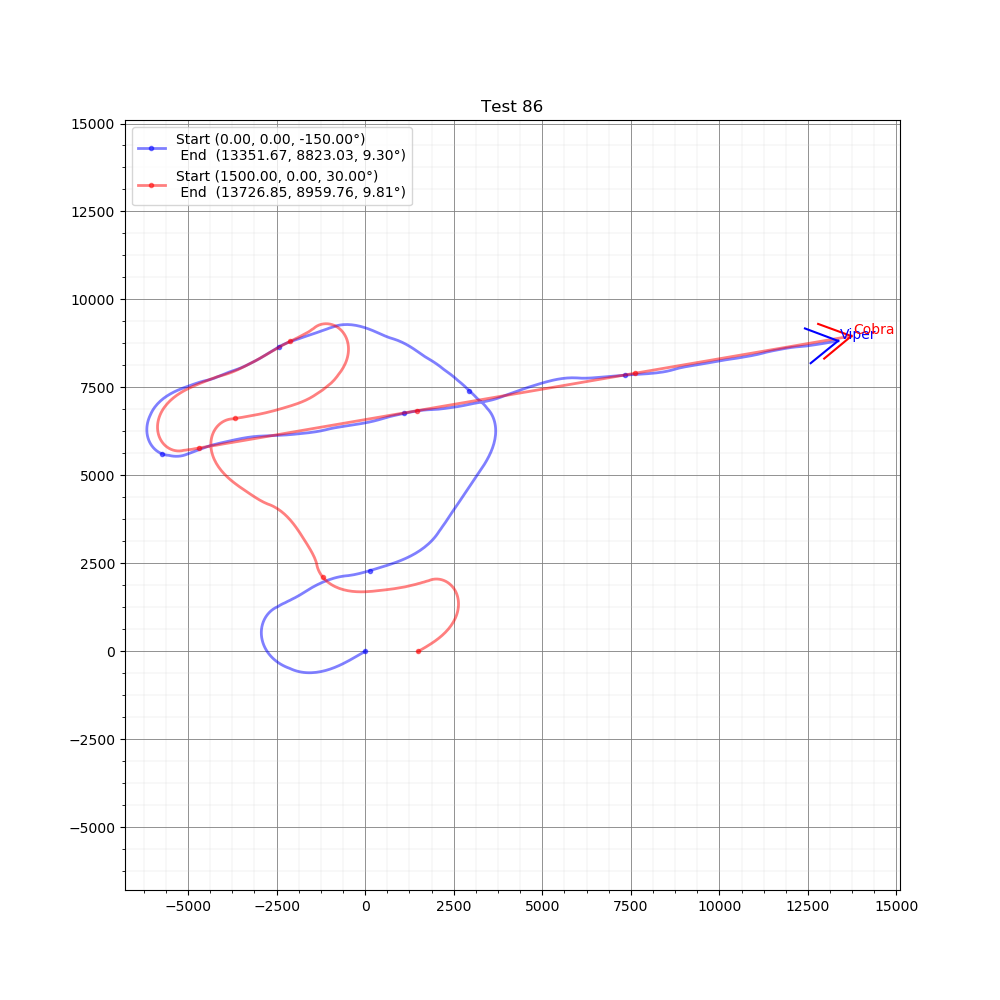 Test 86
Start (0.00, 0.00, -150.00°)
End (13351.67, 8823.03, 9.30°)
Start (1500.00, 0.00, 30.00°)
End (13726.85, 8959.76, 9.81°)
15000
12500
10000
7500
5000
2500
0
−2500
−5000
Cobra
Viper
−5000 −2500 0 2500 5000 7500 10000 12500 15000